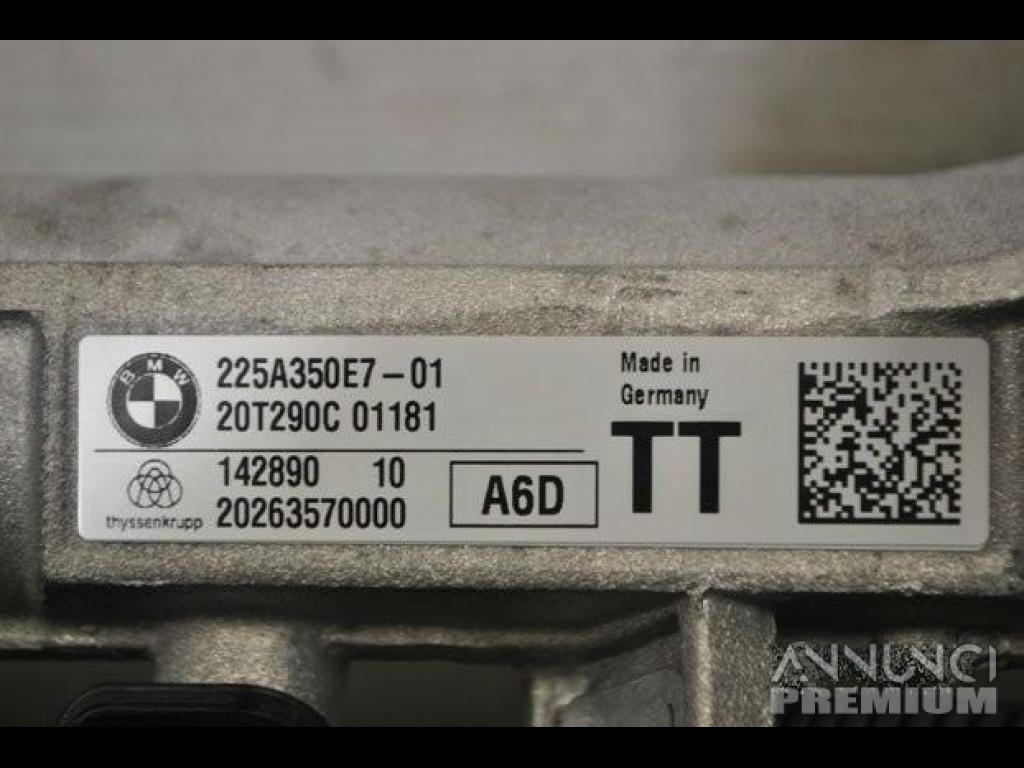 BMW
225A350E7-01
20T290C 01181
thyssenkrupp
142890 10
20263570000
A6D
Made in
Germany
TT
ANNUNCI
PREMIUM